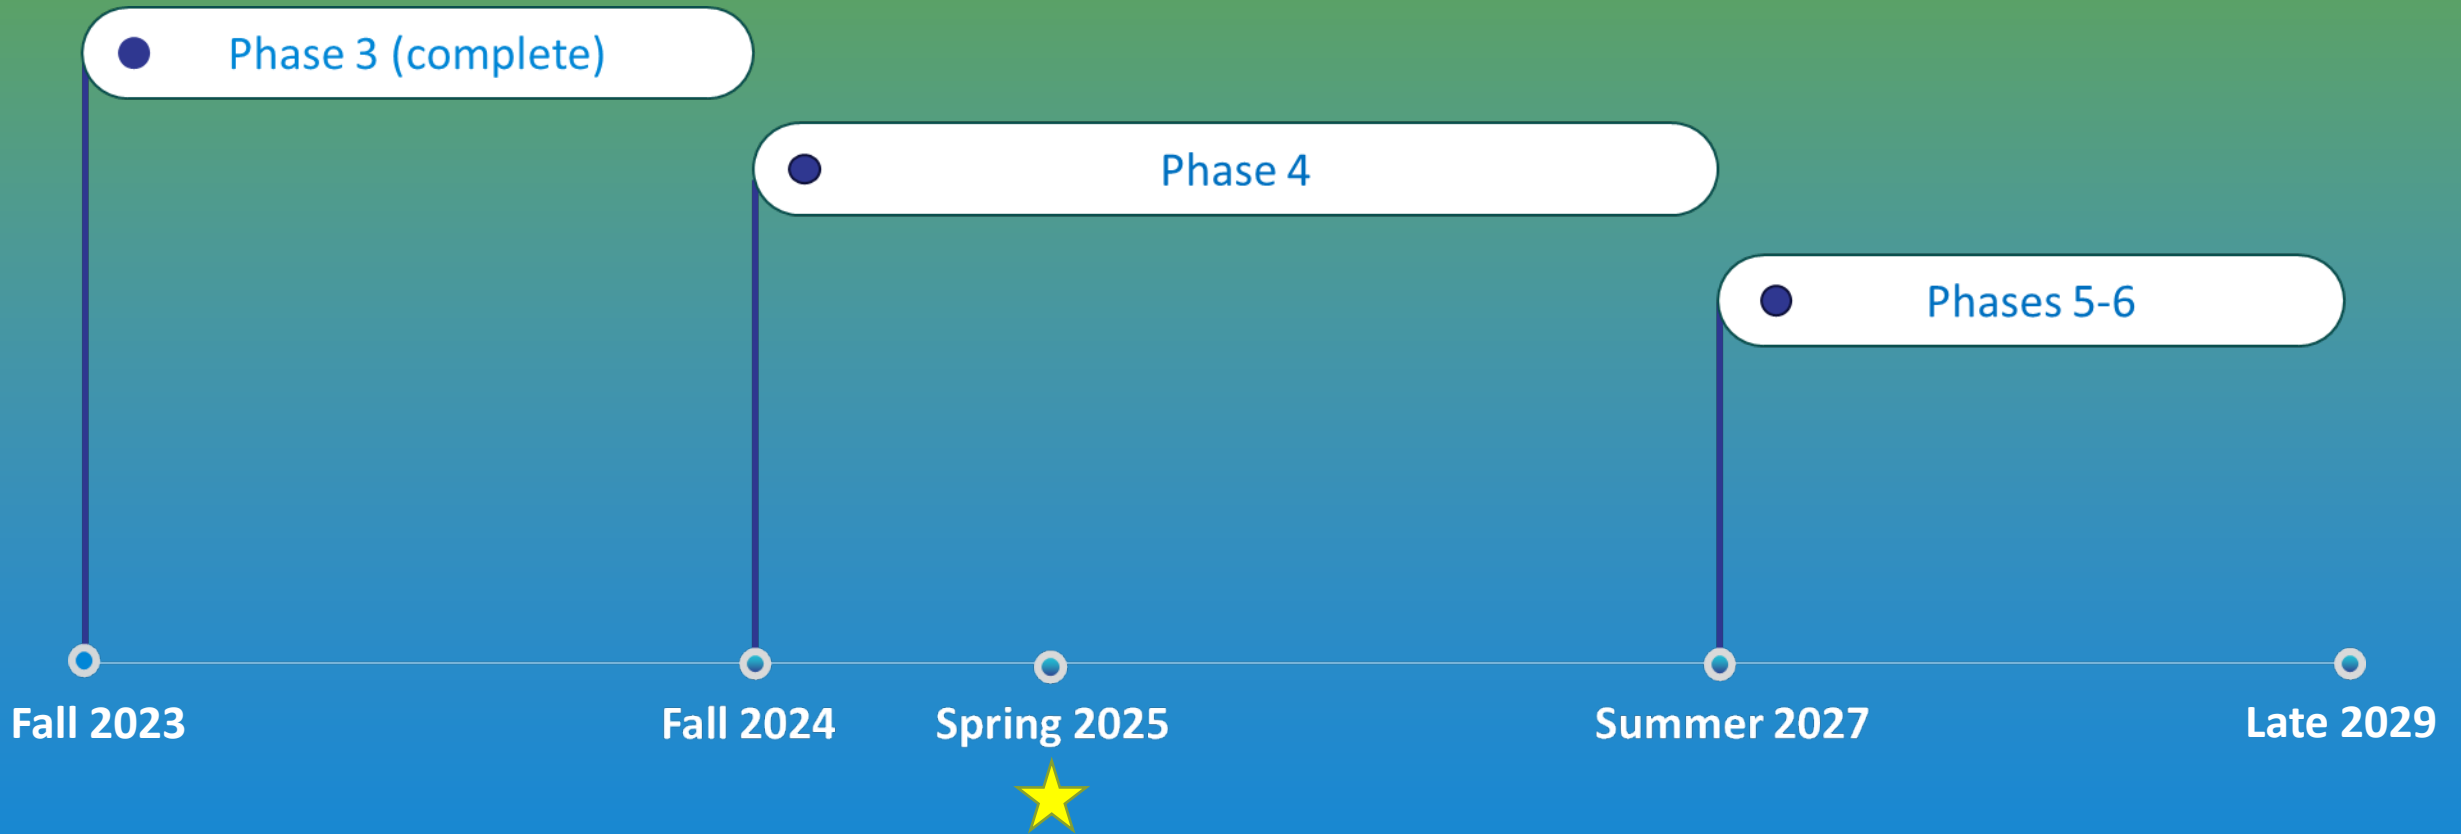 Phase 3 (complete)
Phase 4
Phases 5-6
Fall 2023
Fall 2024
Spring 2025
Summer 2027
Late 2029